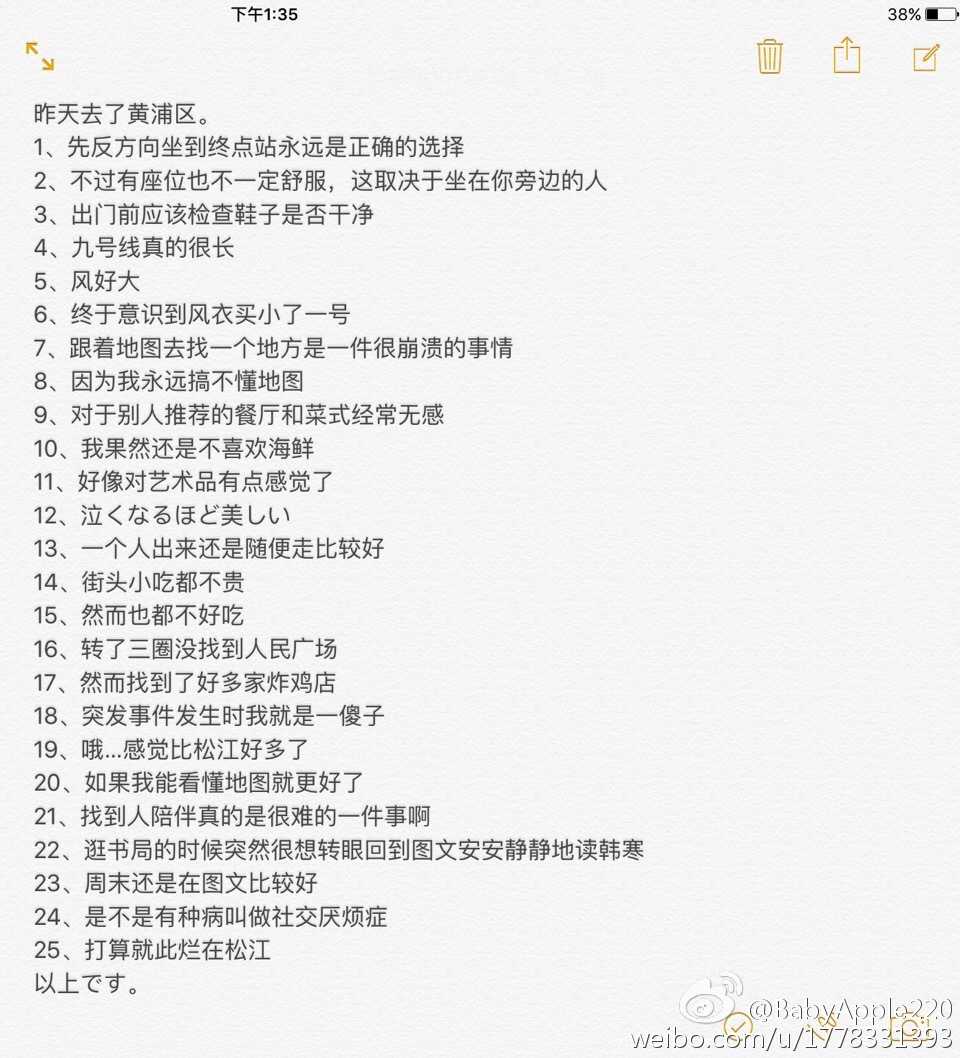 下午1:35
38%
昨天去了黄浦区。
1、先反方向坐到终点站永远是正确的选择
2、不过有座位也不一定舒服，这取决于坐在你旁边的人
3、出门前应该检查鞋子是否干净
4、九号线真的很长
5、风好大
6、终于意识到风衣买小了一号
7、跟着地图去找一个地方是一件很崩溃的事情
8、因为我永远搞不懂地图
9、对于别人推荐的餐厅和菜式经常无感
10、我果然还是不喜欢海鲜
11、好像对艺术品有点感觉了
12、泣くなるほど美しい
13、一个人出来还是随便走比较好
14、街头小吃都不贵
15、然而也都不好吃
16、转了三圈没找到人民广场
17、然而找到了好多家炸鸡店
18、突发事件发生时我就是一傻子
19、哦...感觉比松江好多了
20、如果我能看懂地图就更好了
21、找到人陪伴真的是很难的一件事啊
22、逛书局的时候突然很想转眼回到图文安安静静地读韩寒
23、周末还是在图文比较好
24、是不是有种病叫做社交厌烦症
25、打算就此烂在松江
以上です。
@BabyApple220
weibo.com/u/1778331393